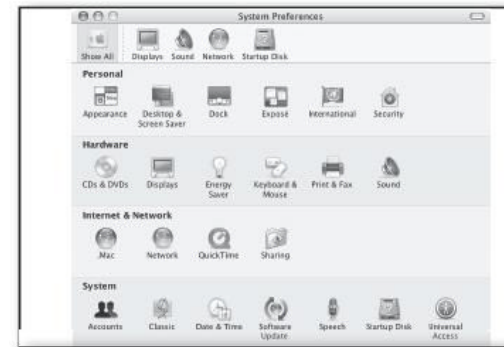 System Preferences
Show All Displays Sound Network Startup Disk
Personal
Appearance Desktop & Screen Saver Dock Exposé International Security
Hardware
CDs & DVDs Displays Energy Saver Keyboard & Mouse Print & Fax Sound
Internet & Network
.Mac Network QuickTime Sharing
System
Accounts Classic Date & Time Software Update Speech Startup Disk Universal Access